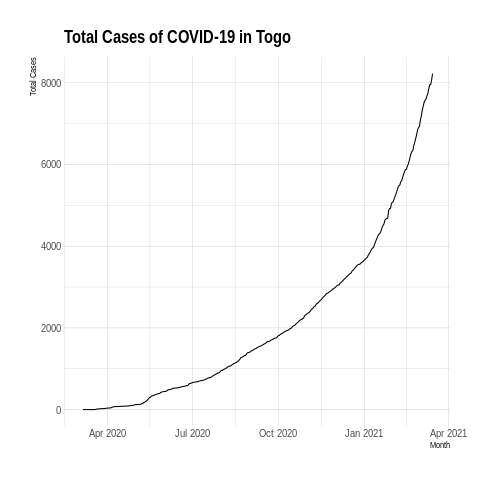 Total Cases of COVID-19 in Togo
Total Cases
8000
6000
4000
2000
0
Apr 2020
Jul 2020
Oct 2020
Jan 2021
Apr 2021
Month